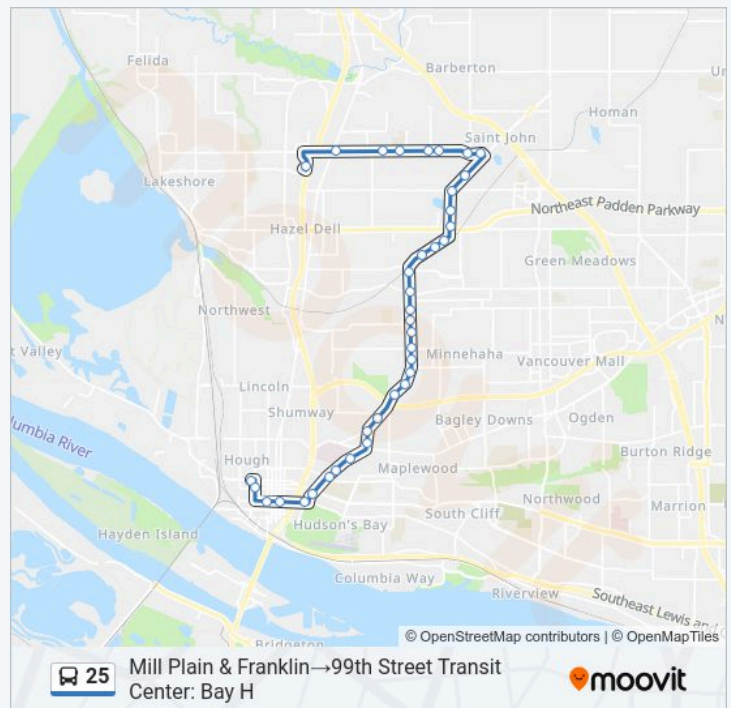 Felida
Barberton
Homan
Saint John
Lakeshore
Northeast Padden Parkway
Hazel Dell
Green Meadows
Northwest
Minnehaha
Vancouver Mall
t Valley
Lincoln
Shumway
Bagley Downs
Ogden
umbia River
Burton Ridge
Hough
Maplewood
Northwood
Marrion
South Cliff
Hayden Island
Hudson's Bay
Columbia Way
Riverview
Southeast Lewis and
Bridgeton
© OpenStreetMap contributors | © OpenMapTiles
25
Mill Plain & Franklin→99th Street Transit
Center: Bay H
moovit